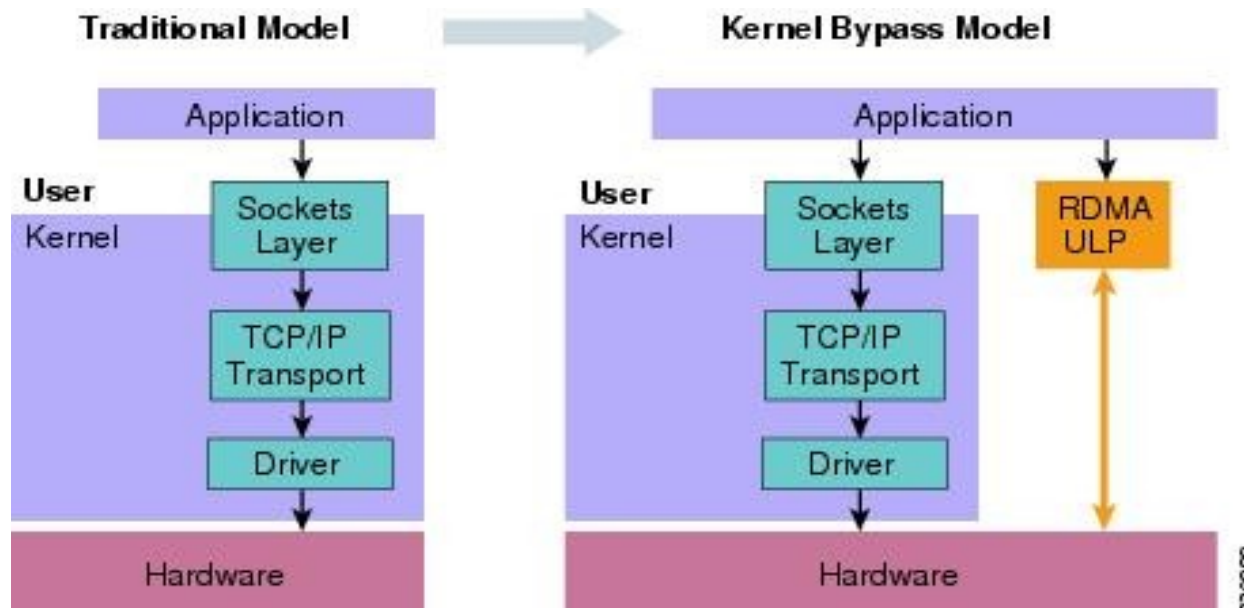 Traditional Model
Kernel Bypass Model
Application
User
Kernel
Sockets
Layer
TCP/IP
Transport
Driver
Hardware
Application
User
Kernel
Sockets
Layer
RDMA
ULP
TCP/IP
Transport
Driver
Hardware